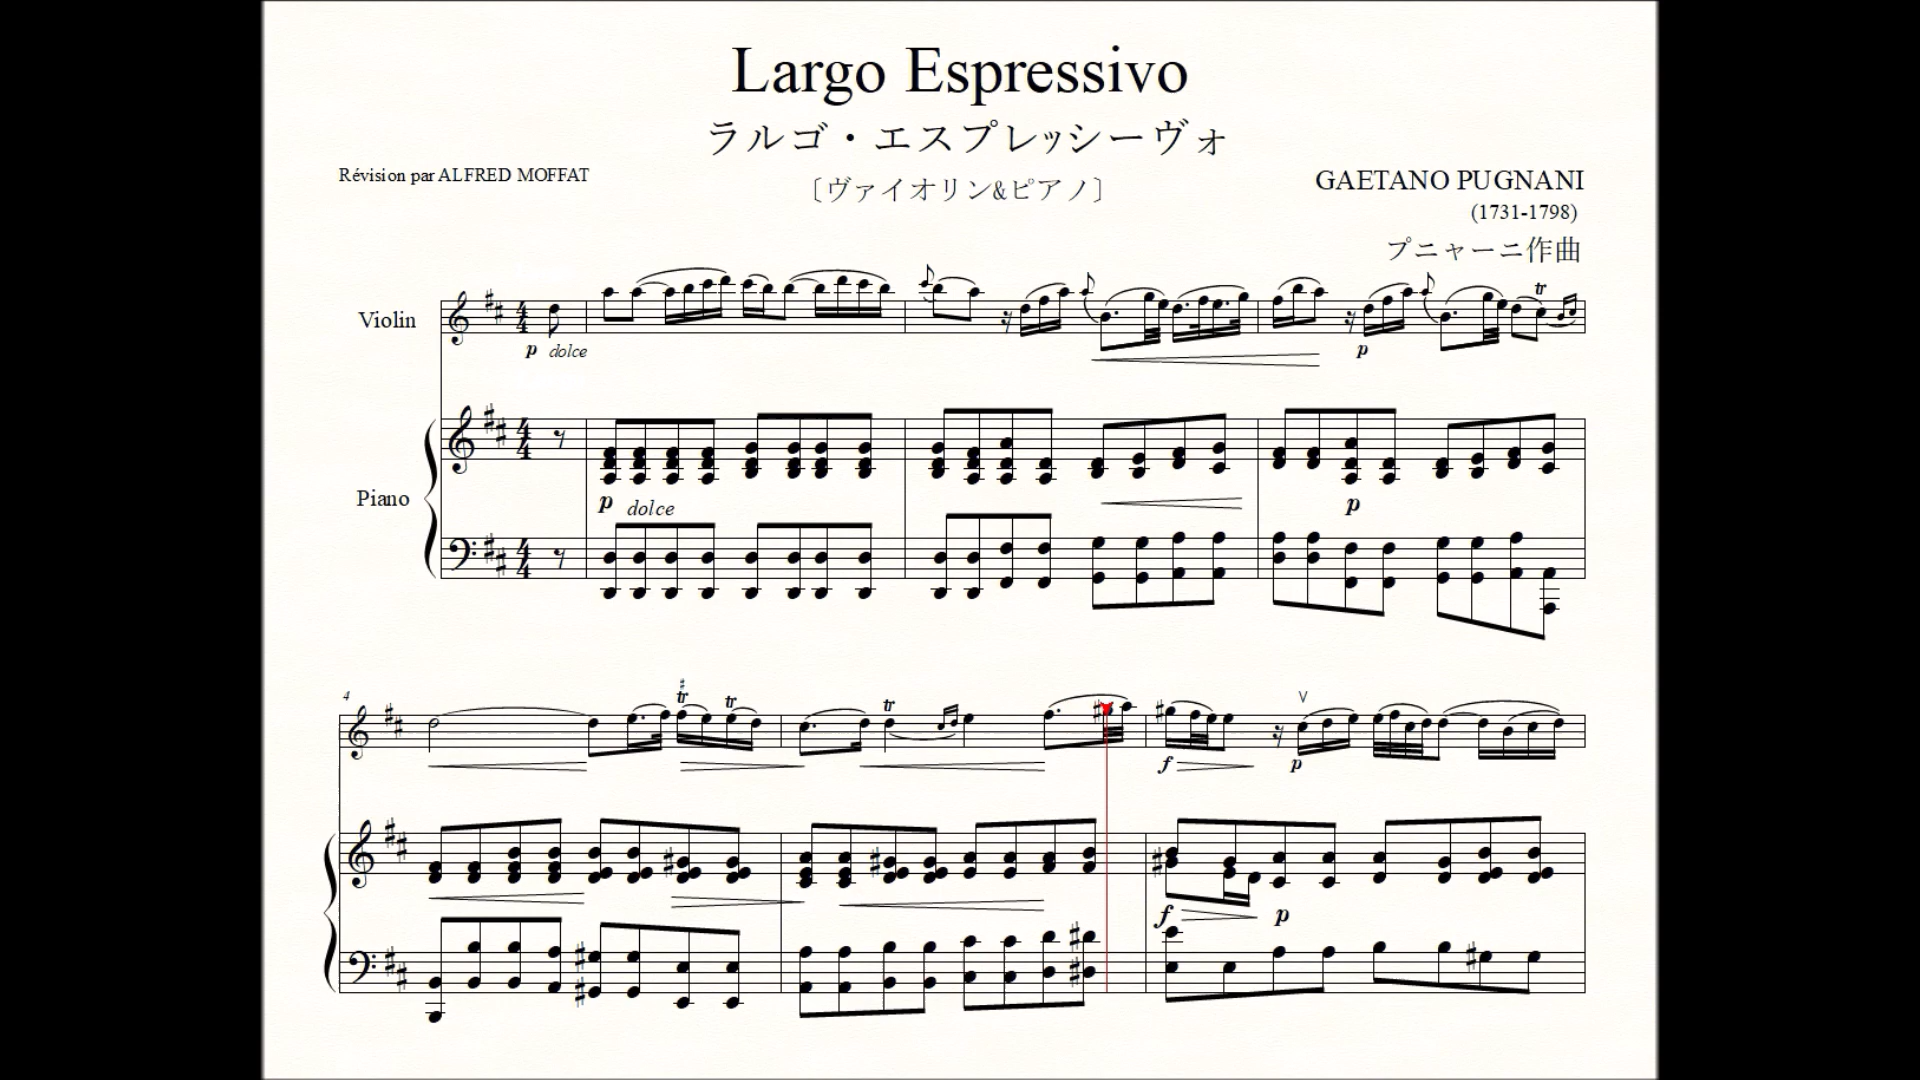 Largo Espressivo
ラルゴ・エスプレッシーヴォ
Révision par ALFRED MOFFAT
〔ヴァイオリン&ピアノ〕
GAETANO PUGNANI
(1731-1798)
プニャーニ作曲
tr
Violin
p dolce
p
Piano
p dolce
p
4
tr tr
tr
f p
f p